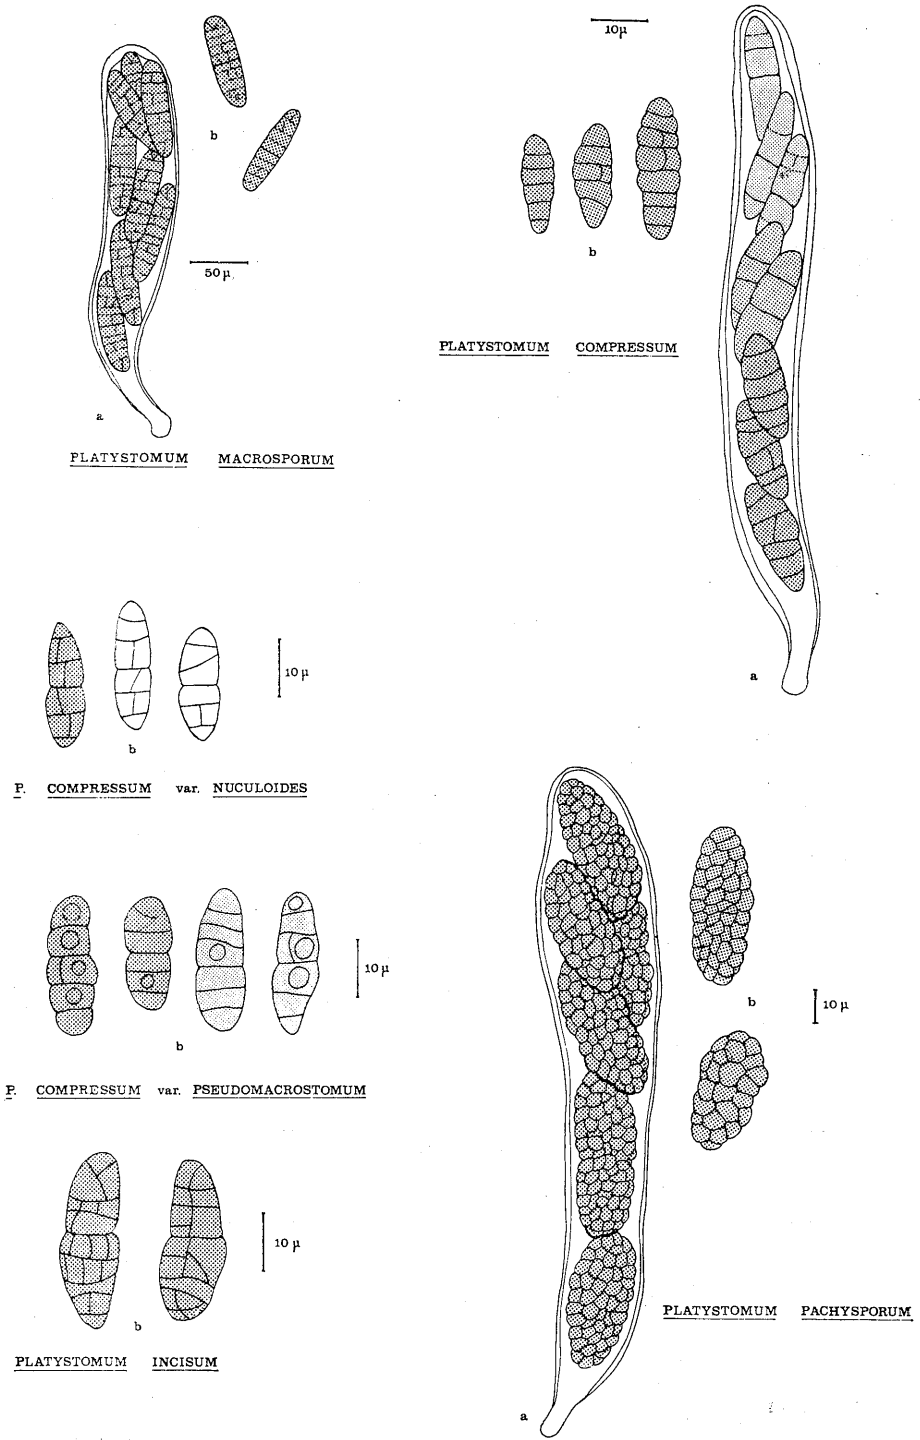 b
50 μ
a
PLATYSTOMUM MACROSPORUM
10μ
b
PLATYSTOMUM COMPRESSUM
a
10 μ
b
P. COMPRESSUM var. NUCULOIDES
10 μ
b
P. COMPRESSUM var. PSEUDOMACROSTOMUM
10 μ
b
PLATYSTOMUM INCISUM
b
10 μ
PLATYSTOMUM PACHYSPORUM
a